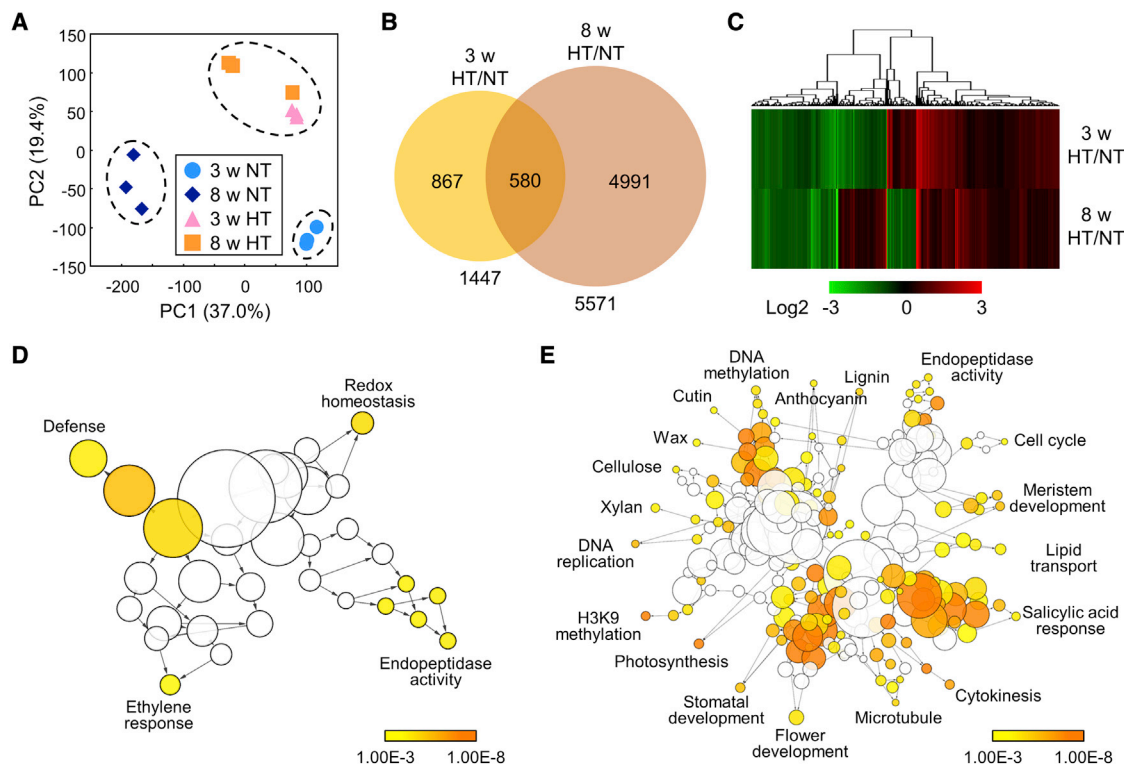 A
150
100
50
0
-50
-100
-150
-200
-100
0
100
PC2 (19.4%)
PC1 (37.0%)
3 w NT
8 w NT
3 w HT
8 w HT
B
3 w
HT/NT
8 w
HT/NT
867
580
4991
1447
5571
C
3 w
HT/NT
8 w
HT/NT
Log2
-3
0
3
D
Defense
Redox
homeostasis
Ethylene
response
Endopeptidase
activity
1.00E-3
1.00E-8
E
DNA
methylation
Cutin
Wax
Cellulose
Xylan
DNA
replication
H3K9
methylation
Photosynthesis
Stomatal
development
Flower
development
Microtubule
Cytokinesis
Salicylic acid
response
Lipid
transport
Meristem
development
Cell cycle
Endopeptidase
activity
Lignin
Anthocyanin
1.00E-3
1.00E-8